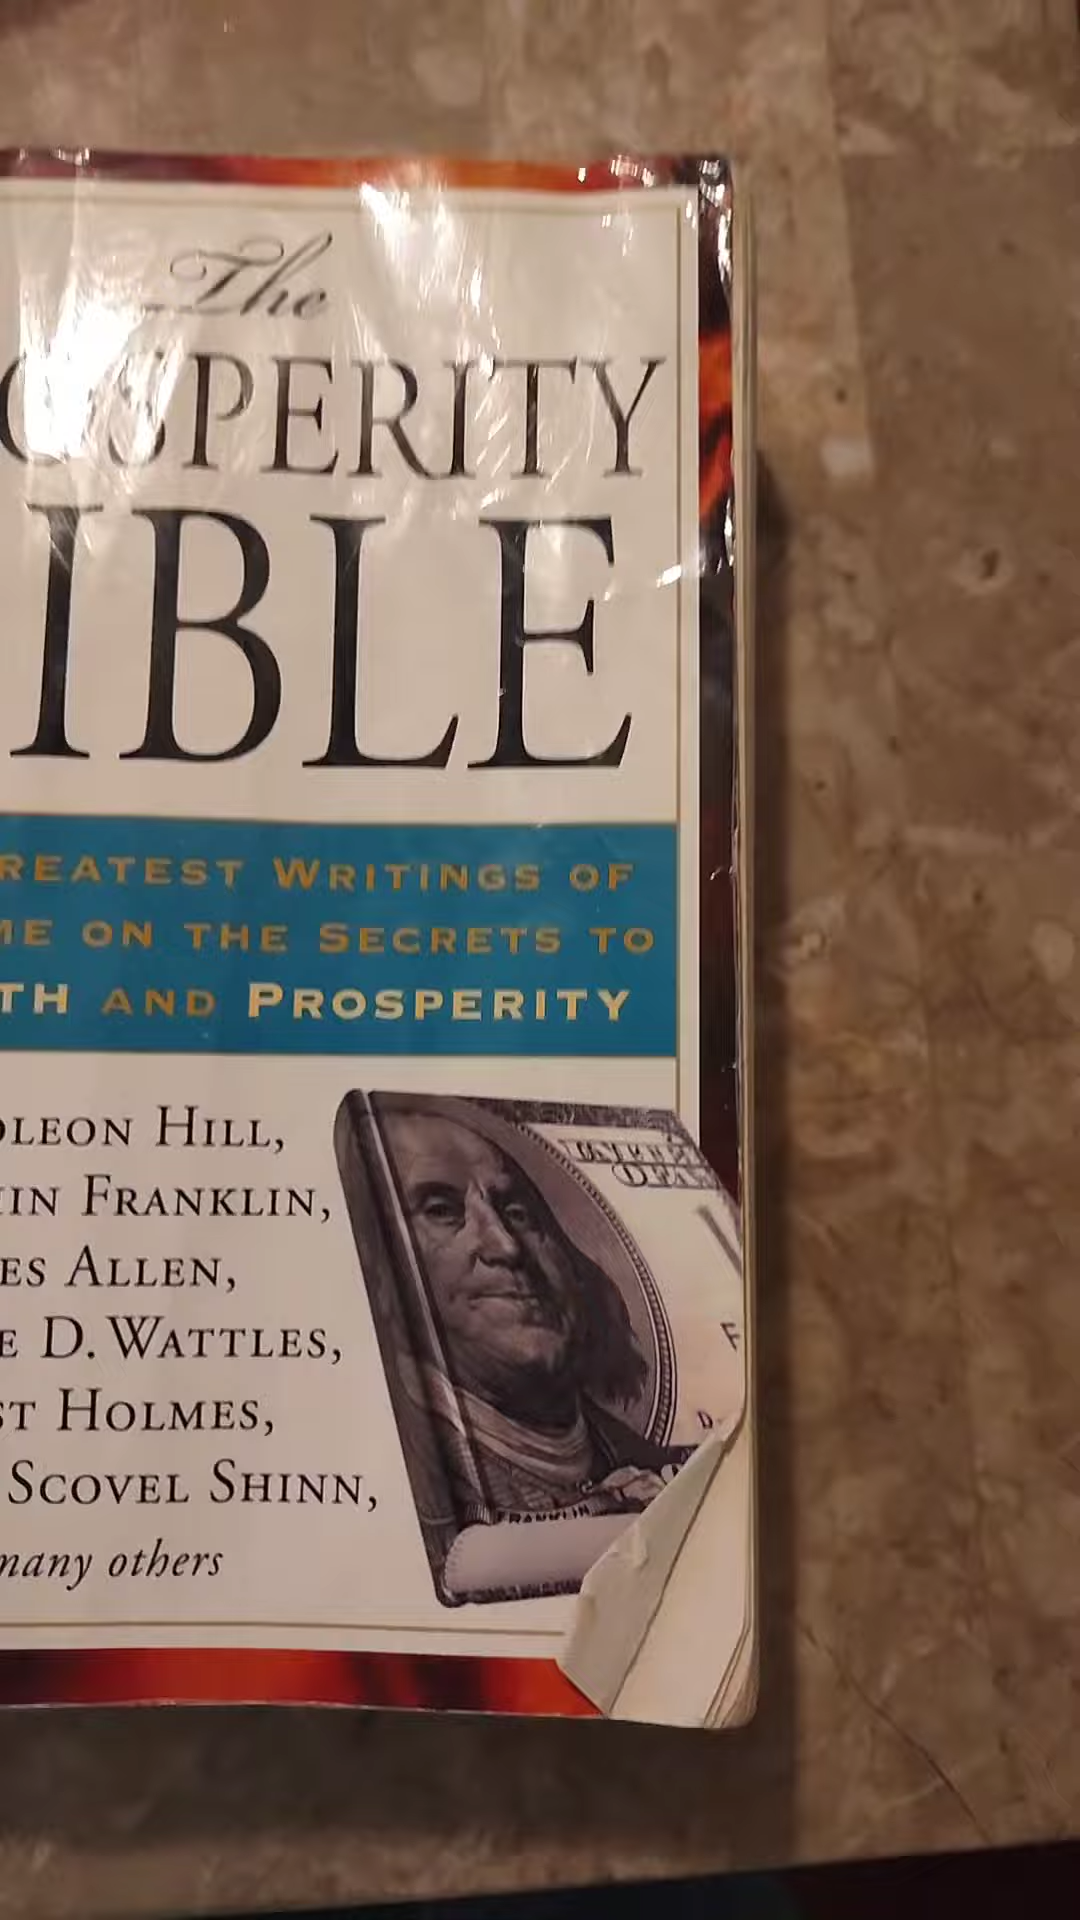 The
OSPERITY
IBLE
REATEST WRITINGS OF
ME ON THE SECRETS TO
TH AND PROSPERITY
OLEON HILL,
IN FRANKLIN,
ES ALLEN,
E D. WATTLES,
ST HOLMES,
SCOVEL SHINN,
many others
FRANKLIN